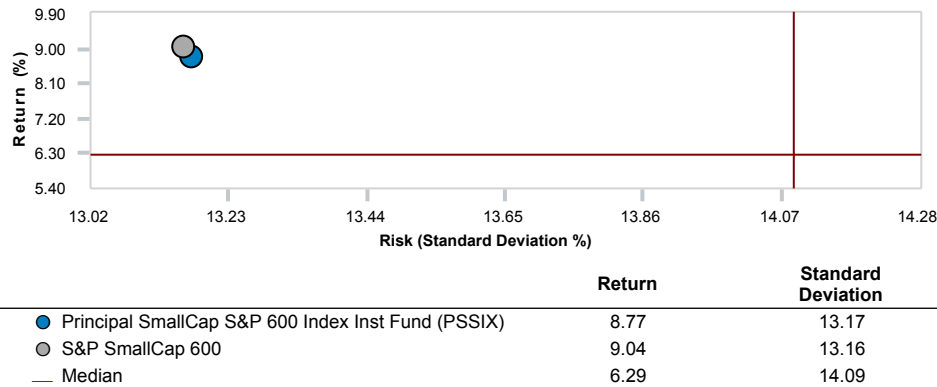 9.90
9.00
8.10
7.20
6.30
5.40
Return (%)
13.02 13.23 13.44 13.65 13.86 14.07 14.28
Risk (Standard Deviation %)
Return Standard Deviation
Principal SmallCap S&P 600 Index Inst Fund (PSSIX) 8.77 13.17
S&P SmallCap 600 9.04 13.16
Median 6.29 14.09